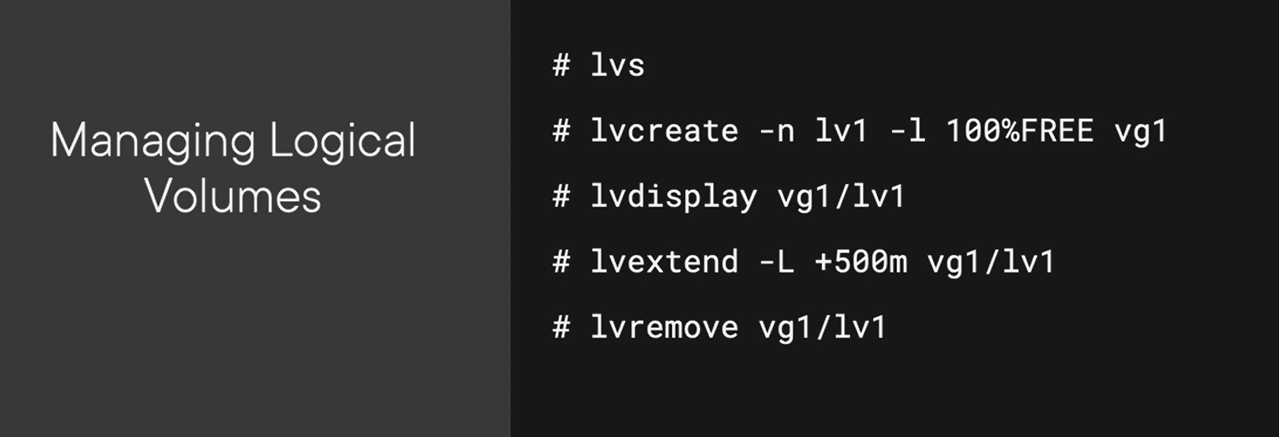 Managing Logical
Volumes
# lvs
# lvcreate -n lv1 -l 100%FREE vg1
# lvdisplay vg1/lv1
# lvextend -L +500m vg1/lv1
# lvremove vg1/lv1